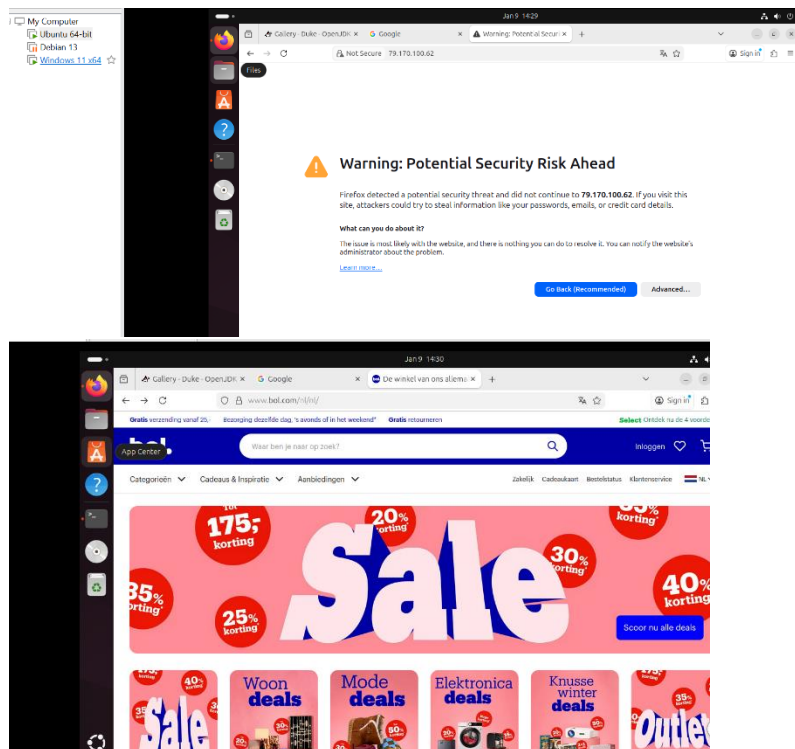 My Computer
Ubuntu 64-bit
Debian 13
Windows 11 x64
Jan 9 14:29
Gallery - Duke - OpenJDK
Google
Warning: Potential Securi
Not Secure 79.170.100.62
Sign in
Files
Warning: Potential Security Risk Ahead
Firefox detected a potential security threat and did not continue to 79.170.100.62. If you visit this
site, attackers could try to steal information like your passwords, emails, or credit card details.
What can you do about it?
The issue is most likely with the website, and there is nothing you can do to resolve it. You can notify the website's
administrator about the problem.
Learn more...
Go Back (Recommended) Advanced...
Jan 9 14:30
Gallery - Duke - OpenJDK
Google
De winkel van ons allema
www.bol.com/nl/nl/
Sign in
Gratis verzending vanaf 25,- Bezorging dezelfde dag, 's avonds of in het weekend* Gratis retourneren
Select Ontdek nu de 4 voorde
App Center
Waar ben je naar op zoek?
Inloggen
Categorieën Cadeaus & Inspiratie Aanbiedingen
Zakelijk Cadeaukaart Bestelstatus Klantenservice NL
175,-
korting
20%
korting
korting
30%
korting
35%
korting
40%
korting
25%
korting
Sale
Scoor nu alle deals
40%
Sale
Woon
deals
Mode
deals
50%
Elektronica
deals
Knusse
winter
deals
35%
Outlet